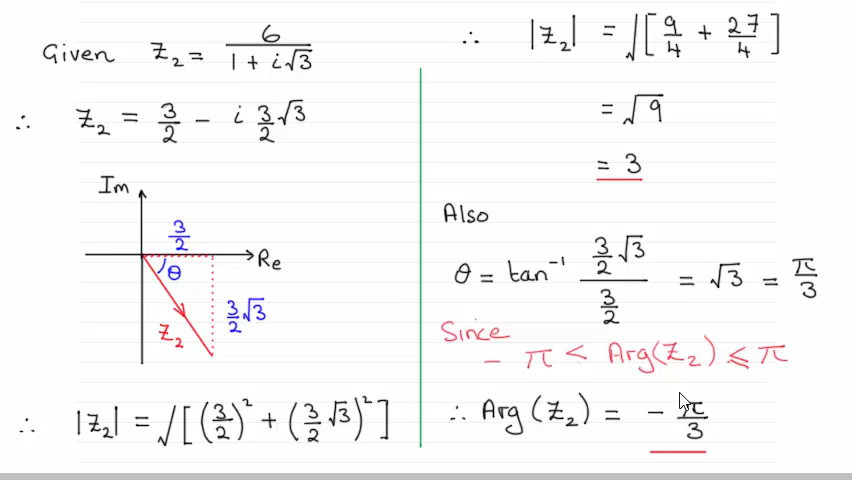 Given z₂ = 6 / (1 + i√3)
∴ z₂ = 3/2 − i 3/2 √3
Im
3/2
Re
θ
3/2 √3
z₂
∴ |z₂| = √[(3/2)² + (3/2 √3)²]
∴ |z₂| = √[9/4 + 27/4]
= √9
= 3
Also
θ = tan⁻¹ (3/2 √3) / (3/2) = √3 = π/3
Since
− π < Arg(z₂) ⩽ π
∴ Arg(z₂) = − π/3